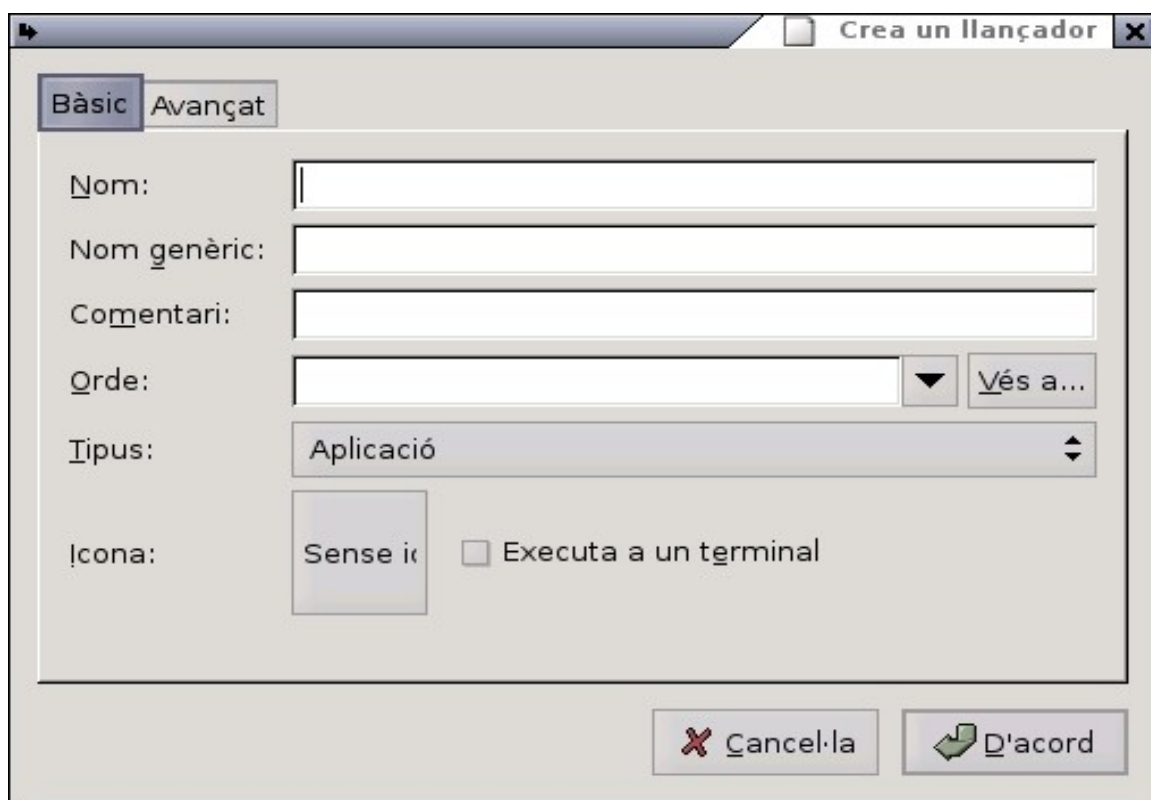 Crea un llançador
Bàsic Avançat
Nom:
Nom genèric:
Comentari:
Orde: Vés a...
Tipus: Aplicació
Icona: Sense ic Executa a un terminal
Cancel·la D'acord